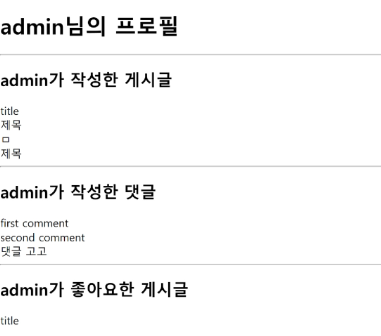 admin님의 프로필
admin가 작성한 게시글
title
제목
ㅁ
제목
admin가 작성한 댓글
first comment
second comment
댓글 고고
admin가 좋아요한 게시글
title